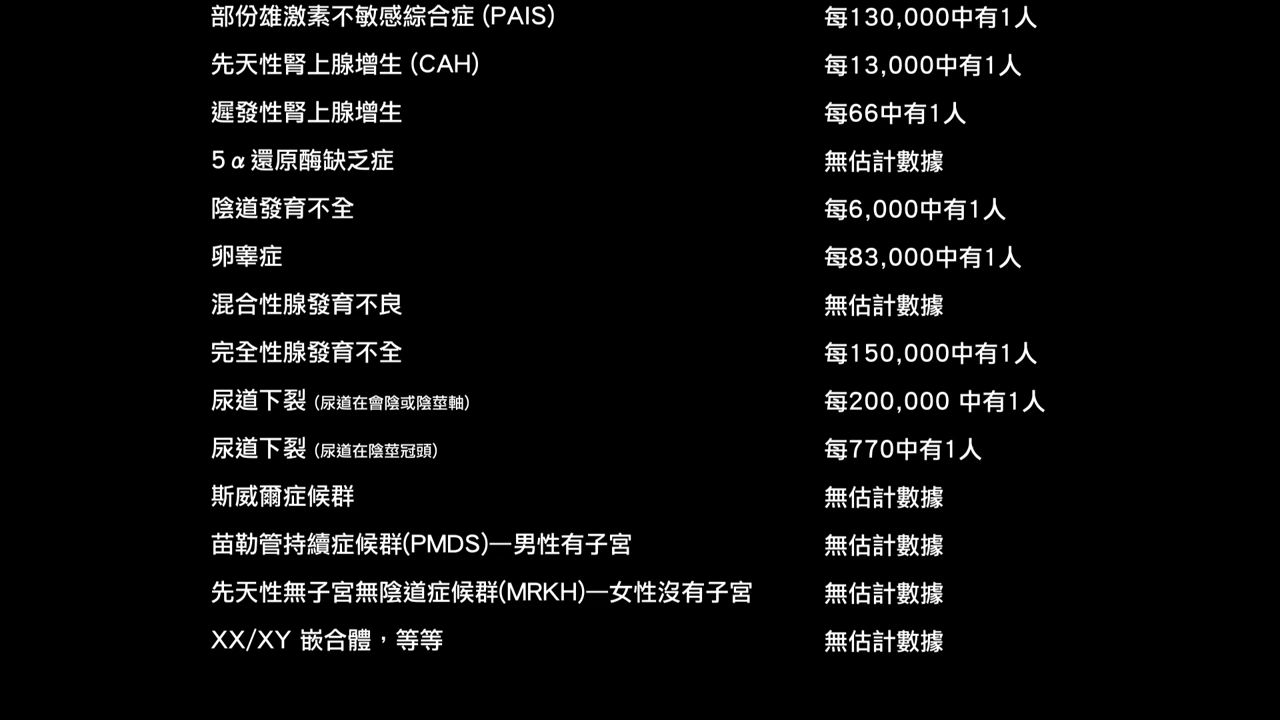 部份雄激素不敏感綜合症 (PAIS) 每130,000中有1人
先天性腎上腺增生 (CAH) 每13,000中有1人
遲發性腎上腺增生 每66中有1人
5α還原酶缺乏症 無估計數據
陰道發育不全 每6,000中有1人
卵睾症 每83,000中有1人
混合性腺發育不良 無估計數據
完全性腺發育不全 每150,000中有1人
尿道下裂 (尿道在會陰或陰莖軸) 每200,000 中有1人
尿道下裂 (尿道在陰莖冠頭) 每770中有1人
斯威爾症候群 無估計數據
苗勒管持續症候群(PMDS)—男性有子宮 無估計數據
先天性無子宮無陰道症候群(MRKH)—女性沒有子宮 無估計數據
XX/XY 嵌合體,等等 無估計數據